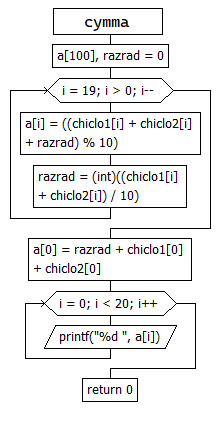 cymma
a[100], razrad = 0
i = 19; i > 0; i--
a[i] = ((chiclo1[i] + chiclo2[i]
+ razrad) % 10)
razrad = (int)((chiclo1[i]
+ chiclo2[i]) / 10)
a[0] = razrad + chiclo1[0]
+ chiclo2[0]
i = 0; i < 20; i++
printf("%d ", a[i])
return 0